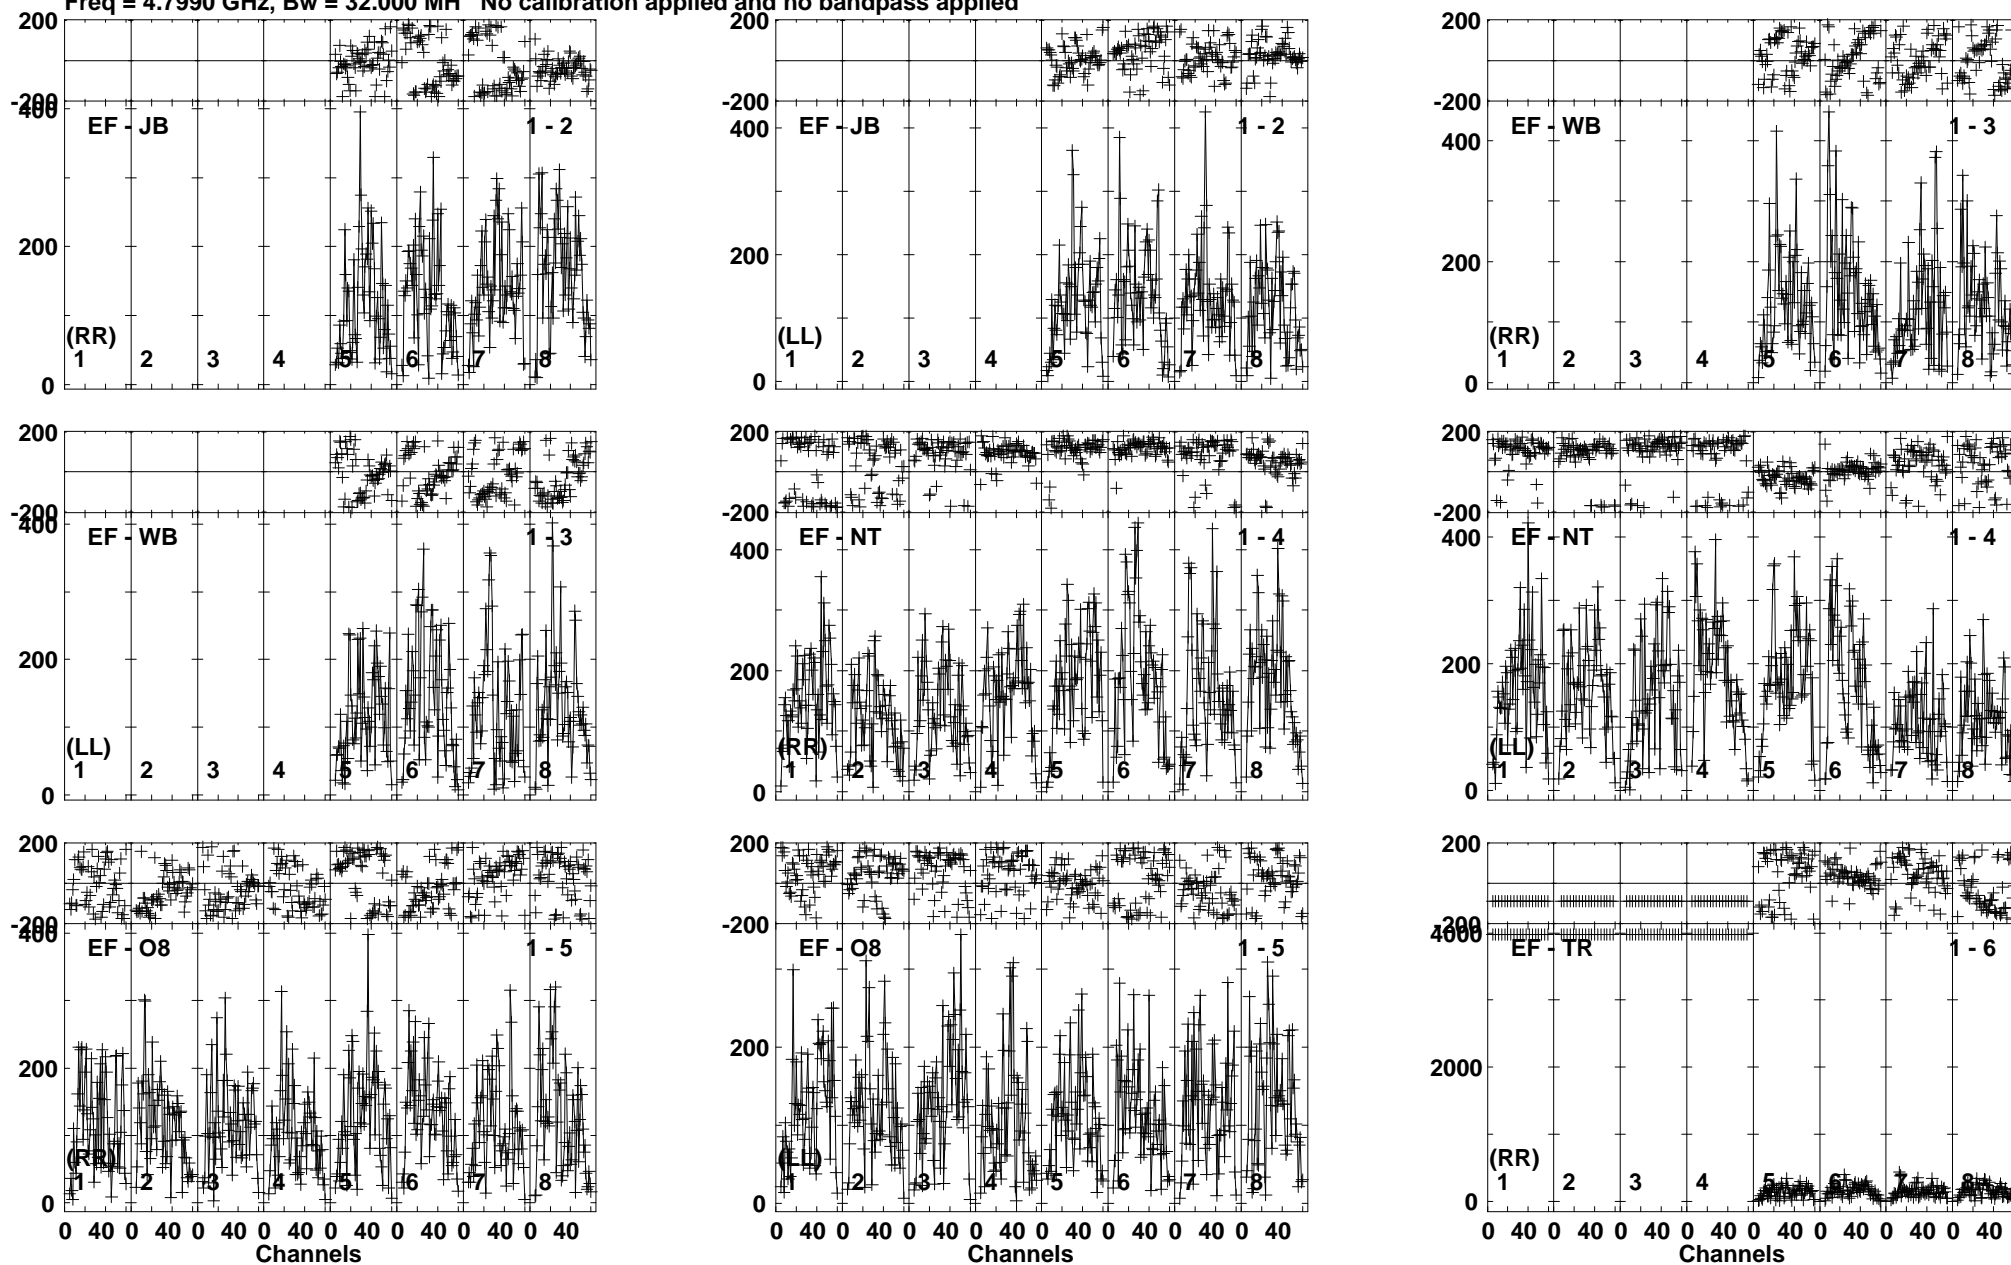 Freq = 4.7990 GHz, Bw = 32.000 MH No calibration applied and no bandpass applied
200 200 200
-200 -200 -200
400 EF - JB 1 - 2 400 EF - JB 1 - 2 400 EF - WB 1 - 3
200 200 200
(RR) (LL) (RR)
1 2 3 4 5 6 7 8 1 2 3 4 5 6 7 8 1 2 3 4 5 6 7 8
0 0 0
200 200 200
-200 -200 -200
400 EF - WB 1 - 3 400 EF - NT 1 - 4 400 EF - NT 1 - 4
200 200 200
(LL) (RR) (LL)
1 2 3 4 5 6 7 8 1 2 3 4 5 6 7 8 1 2 3 4 5 6 7 8
0 0 0
200 200 200
-200 -200 -200
400 EF - O8 1 - 5 EF - O8 1 - 5 4000 EF - TR 1 - 6
200 200 2000
(RR) (LL) (RR)
1 2 3 4 5 6 7 8 1 2 3 4 5 6 7 8 1 2 3 4 5 6 7 8
0 0 0
0 40 0 40 0 40 0 40 0 40 0 40 0 40 0 40 0 40 0 40 0 40 0 40 0 40 0 40 0 40 0 40 0 40 0 40 0 40 0 40 0 40 0 40 0 40 0 40
Channels Channels Channels